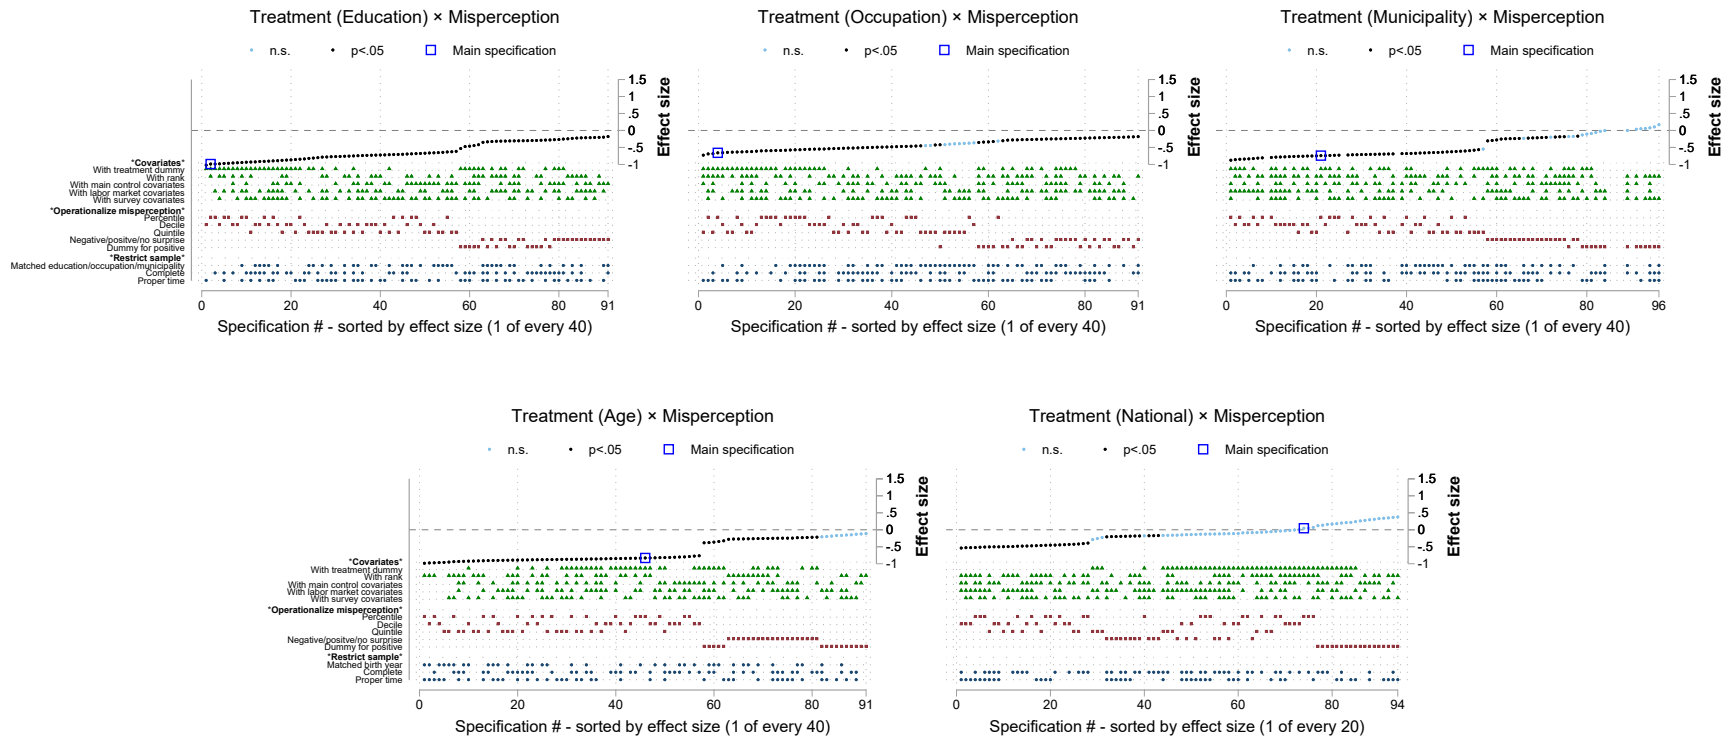 Treatment (Education) × Misperception
n.s.
p<.05
Main specification
1.5
1
.5
0
-.5
-1
Effect size
*Covariates*
With treatment dummy
With rank
With main control covariates
With labor market covariates
With survey covariates
*Operationalize misperception*
Percentile
Decile
Quintile
Negative/positve/no surprise
Dummy for positive
*Restrict sample*
Matched education/occupation/municipality
Complete
Proper time
0 20 40 60 80 91
Specification # - sorted by effect size (1 of every 40)
Treatment (Occupation) × Misperception
n.s.
p<.05
Main specification
1.5
1
.5
0
-.5
-1
Effect size
0 20 40 60 80 91
Specification # - sorted by effect size (1 of every 40)
Treatment (Municipality) × Misperception
n.s.
p<.05
Main specification
1.5
1
.5
0
-.5
-1
Effect size
0 20 40 60 80 96
Specification # - sorted by effect size (1 of every 40)
Treatment (Age) × Misperception
n.s.
p<.05
Main specification
1.5
1
.5
0
-.5
-1
Effect size
*Covariates*
With treatment dummy
With rank
With main control covariates
With labor market covariates
With survey covariates
*Operationalize misperception*
Percentile
Decile
Quintile
Negative/positve/no surprise
Dummy for positive
*Restrict sample*
Matched birth year
Complete
Proper time
0 20 40 60 80 91
Specification # - sorted by effect size (1 of every 40)
Treatment (National) × Misperception
n.s.
p<.05
Main specification
1.5
1
.5
0
-.5
-1
Effect size
0 20 40 60 80 94
Specification # - sorted by effect size (1 of every 20)